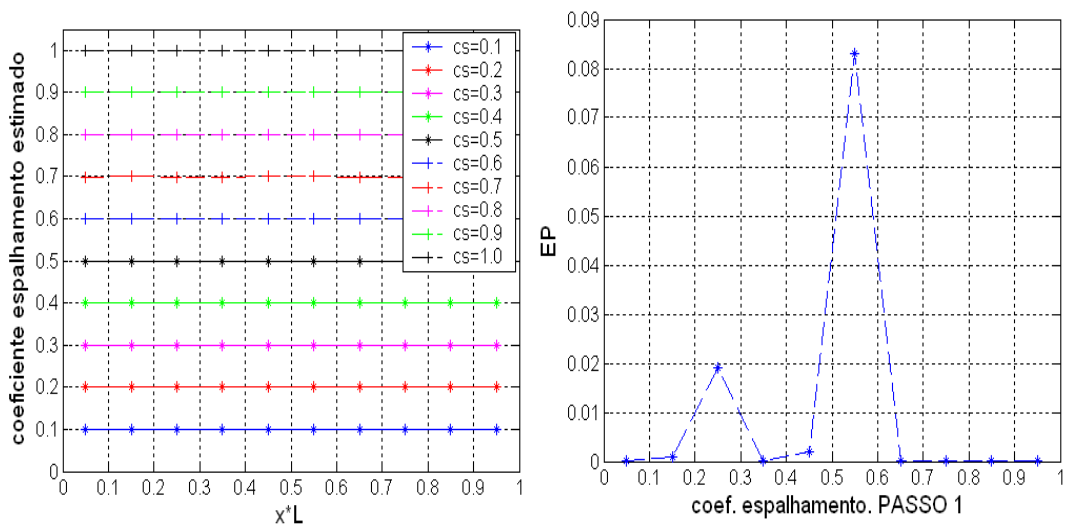 coeficiente espalhamento estimado
1
0.9
0.8
0.7
0.6
0.5
0.4
0.3
0.2
0.1
0
cs=0.1
cs=0.2
cs=0.3
cs=0.4
cs=0.5
cs=0.6
cs=0.7
cs=0.8
cs=0.9
cs=1.0
0 0.1 0.2 0.3 0.4 0.5 0.6 0.7 0.8 0.9 1
x*L
EP
0.09
0.08
0.07
0.06
0.05
0.04
0.03
0.02
0.01
0
0 0.1 0.2 0.3 0.4 0.5 0.6 0.7 0.8 0.9 1
coef. espalhamento. PASSO 1